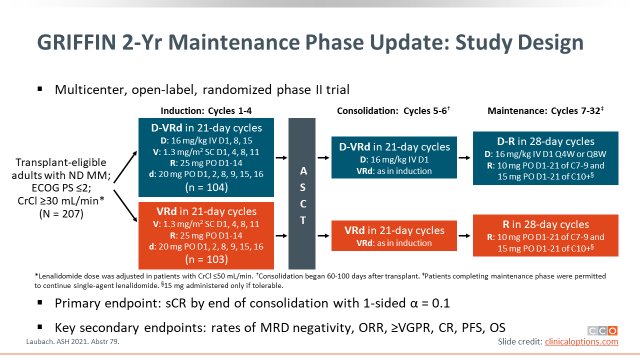 GRIFFIN 2-Yr Maintenance Phase Update: Study Design
▪ Multicenter, open-label, randomized phase II trial
Induction: Cycles 1-4
Consolidation: Cycles 5-6†
Maintenance: Cycles 7-32‡
Transplant-eligible
adults with ND MM;
ECOG PS ≤2;
CrCl ≥30 mL/min*
(N = 207)
D-VRd in 21-day cycles
D: 16 mg/kg IV D1, 8, 15
V: 1.3 mg/m² SC D1, 4, 8, 11
R: 25 mg PO D1-14
d: 20 mg PO D1, 2, 8, 9, 15, 16
(n = 104)
VRd in 21-day cycles
V: 1.3 mg/m² SC D1, 4, 8, 11
R: 25 mg PO D1-14
d: 20 mg PO D1, 2, 8, 9, 15, 16
(n = 103)
A
S
C
T
D-VRd in 21-day cycles
D: 16 mg/kg IV D1
VRd: as in induction
VRd in 21-day cycles
VRd: as in induction
D-R in 28-day cycles
D: 16 mg/kg IV D1 Q4W or Q8W
R: 10 mg PO D1-21 of C7-9 and
15 mg PO D1-21 of C10+§
R in 28-day cycles
R: 10 mg PO D1-21 of C7-9 and
15 mg PO D1-21 of C10+§
*Lenalidomide dose was adjusted in patients with CrCl ≤50 mL/min. †Consolidation began 60-100 days after transplant. ‡Patients completing maintenance phase were permitted
to continue single-agent lenalidomide. §15 mg administered only if tolerable.
▪ Primary endpoint: sCR by end of consolidation with 1-sided α = 0.1
▪ Key secondary endpoints: rates of MRD negativity, ORR, ≥VGPR, CR, PFS, OS
Laubach. ASH 2021. Abstr 79.
CCO
Slide credit: clinicaloptions.com